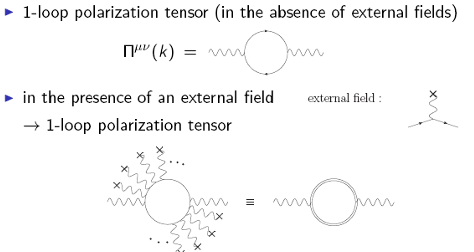 1-loop polarization tensor (in the absence of external fields)
Π^{μν}(k) =
in the presence of an external field
external field :
→ 1-loop polarization tensor
≡